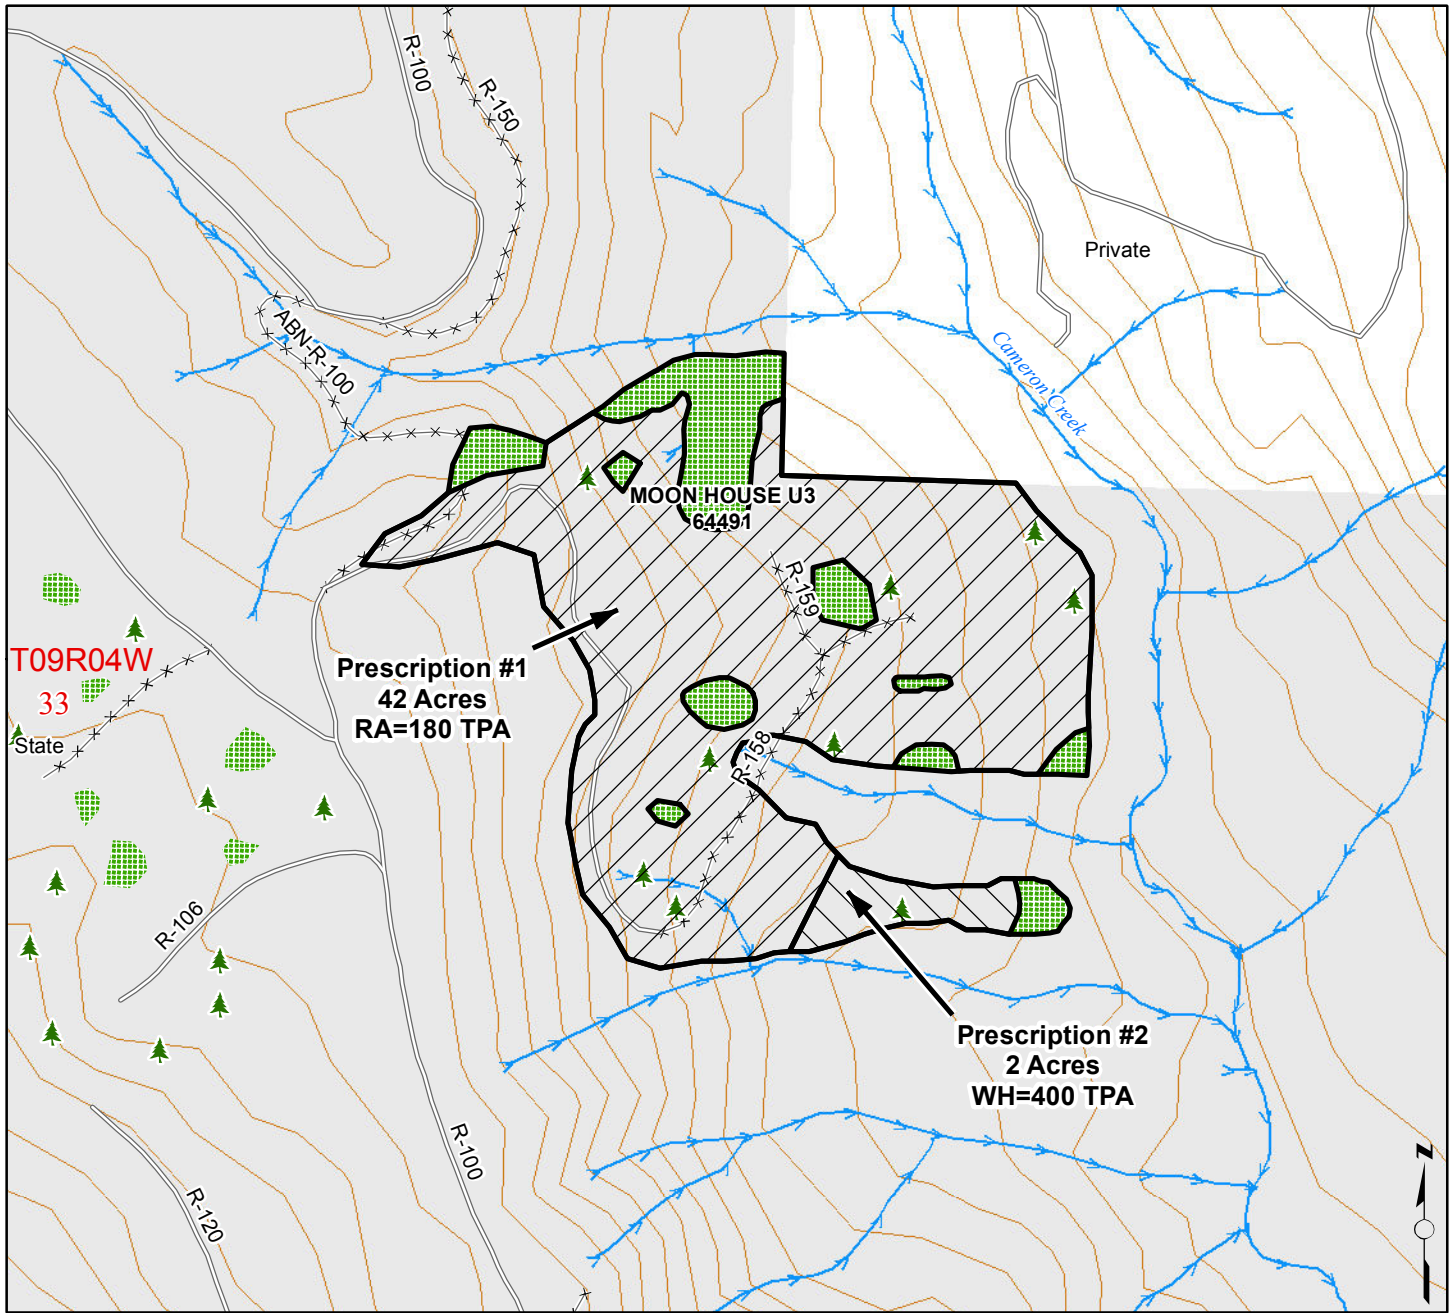 R-100
R-150
Private
ABN-R-100
Cameron Creek
MOON HOUSE U3
64491
R-159
T09R04W
33
State
Prescription #1
42 Acres
RA=180 TPA
R-158
R-106
Prescription #2
2 Acres
WH=400 TPA
R-100
R-120
N